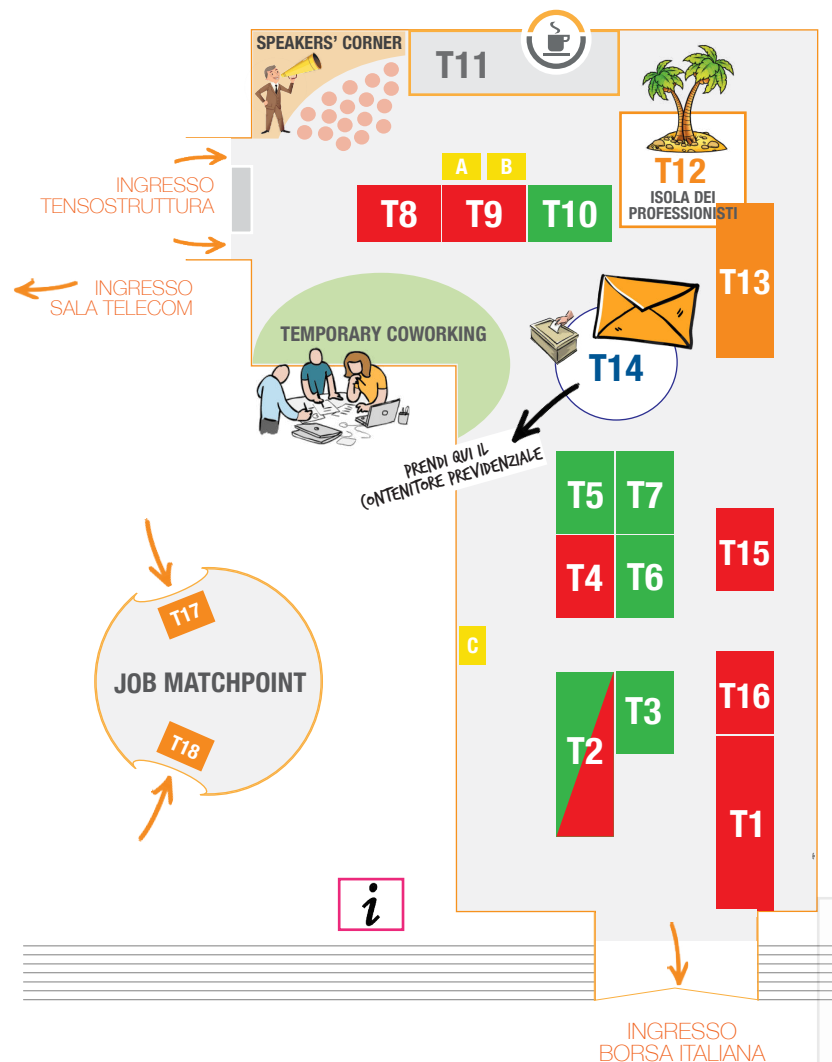 SPEAKERS' CORNER
T11
T12
ISOLA DEI
PROFESSIONISTI
INGRESSO
TENSOSTRUTTURA
A
B
T8
T9
T10
T13
INGRESSO
SALA TELECOM
TEMPORARY COWORKING
T14
PRENDI QUI IL
CONTENITORE PREVIDENZIALE
T5
T7
T4
T6
T15
T17
JOB MATCHPOINT
T18
C
T2
T3
T16
T1
i
INGRESSO
BORSA ITALIANA